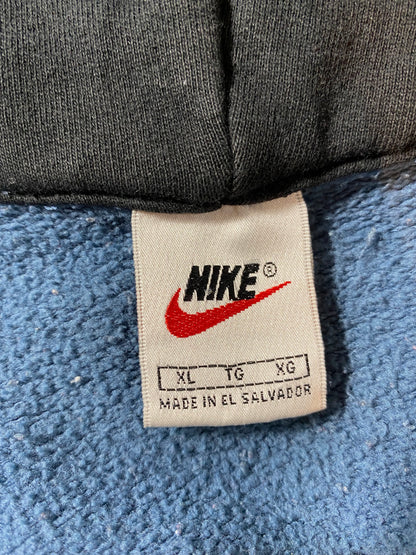 NIKE®
XL TG XG
MADE IN EL SALVADOR